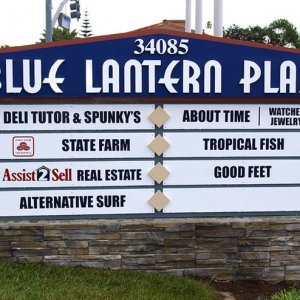 34085
BLUE LANTERN PLA
DELI TUTOR & SPUNKY'S
ABOUT TIME
WATCHE
JEWELRY
STATE FARM
TROPICAL FISH
Assist2Sell REAL ESTATE
GOOD FEET
ALTERNATIVE SURF